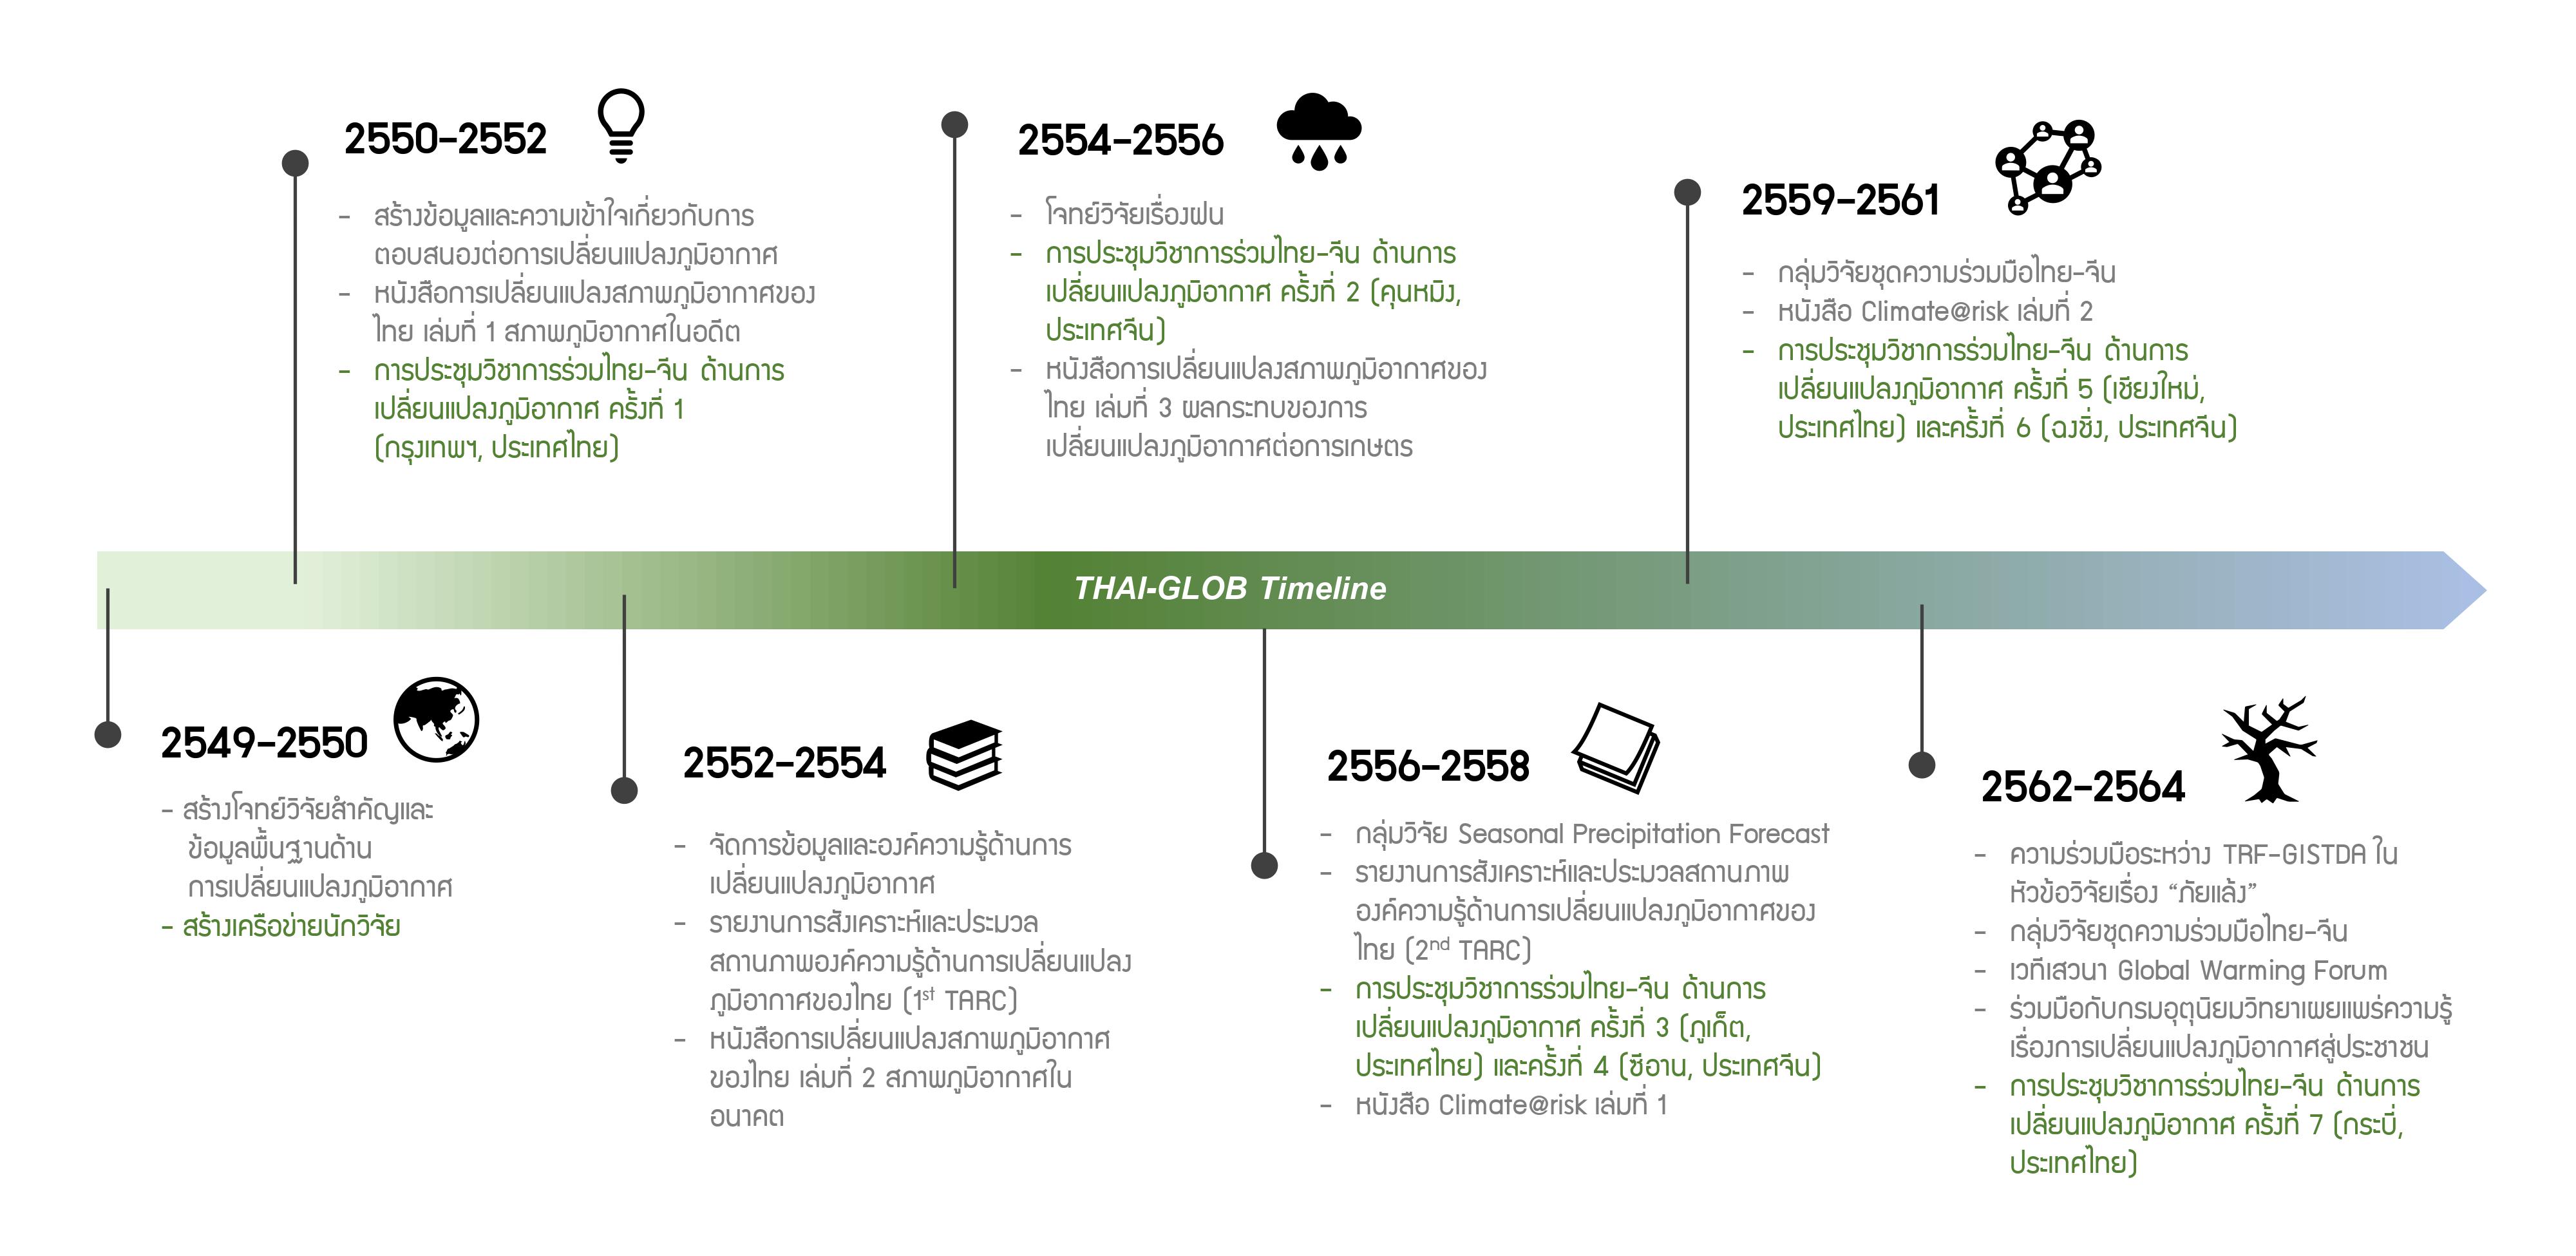 2550-2552
- สร้างข้อมูลและความเข้าใจเกี่ยวกับการ
ตอบสนองต่อการเปลี่ยนแปลงภูมิอากาศ
- หนังสือการเปลี่ยนแปลงสภาพภูมิอากาศของ
ไทย เล่มที่ 1 สภาพภูมิอากาศในอดีต
- การประชุมวิชาการร่วมไทย-จีน ด้านการ
เปลี่ยนแปลงภูมิอากาศ ครั้งที่ 1
(กรุงเทพฯ, ประเทศไทย)
2554-2556
- โจทย์วิจัยเรื่องฝน
- การประชุมวิชาการร่วมไทย-จีน ด้านการ
เปลี่ยนแปลงภูมิอากาศ ครั้งที่ 2 (คุนหมิง,
ประเทศจีน)
- หนังสือการเปลี่ยนแปลงสภาพภูมิอากาศของ
ไทย เล่มที่ 3 ผลกระทบของการ
เปลี่ยนแปลงภูมิอากาศต่อการเกษตร
2559-2561
- กลุ่มวิจัยชุดความร่วมมือไทย-จีน
- หนังสือ Climate@risk เล่มที่ 2
- การประชุมวิชาการร่วมไทย-จีน ด้านการ
เปลี่ยนแปลงภูมิอากาศ ครั้งที่ 5 (เชียงใหม่,
ประเทศไทย) และครั้งที่ 6 (ฉงชิ่ง, ประเทศจีน)
THAI-GLOB Timeline
2549-2550
- สร้างโจทย์วิจัยสำคัญและ
ข้อมูลพื้นฐานด้าน
การเปลี่ยนแปลงภูมิอากาศ
- สร้างเครือข่ายนักวิจัย
2552-2554
- จัดการข้อมูลและองค์ความรู้ด้านการ
เปลี่ยนแปลงภูมิอากาศ
- รายงานการสังเคราะห์และประมวล
สถานภาพองค์ความรู้ด้านการเปลี่ยนแปลง
ภูมิอากาศของไทย (1st TARC)
- หนังสือการเปลี่ยนแปลงสภาพภูมิอากาศ
ของไทย เล่มที่ 2 สภาพภูมิอากาศใน
อนาคต
2556-2558
- กลุ่มวิจัย Seasonal Precipitation Forecast
- รายงานการสังเคราะห์และประมวลสถานภาพ
องค์ความรู้ด้านการเปลี่ยนแปลงภูมิอากาศของ
ไทย (2nd TARC)
- การประชุมวิชาการร่วมไทย-จีน ด้านการ
เปลี่ยนแปลงภูมิอากาศ ครั้งที่ 3 (ภูเก็ต,
ประเทศไทย) และครั้งที่ 4 (ซีอาน, ประเทศจีน)
- หนังสือ Climate@risk เล่มที่ 1
2562-2564
- ความร่วมมือระหว่าง TRF-GISTDA ใน
หัวข้อวิจัยเรื่อง “ภัยแล้ง”
- กลุ่มวิจัยชุดความร่วมมือไทย-จีน
- เวทีเสวนา Global Warming Forum
- ร่วมมือกับกรมอุตุนิยมวิทยาเผยแพร่ความรู้
เรื่องการเปลี่ยนแปลงภูมิอากาศสู่ประชาชน
- การประชุมวิชาการร่วมไทย-จีน ด้านการ
เปลี่ยนแปลงภูมิอากาศ ครั้งที่ 7 (กระบี่,
ประเทศไทย)